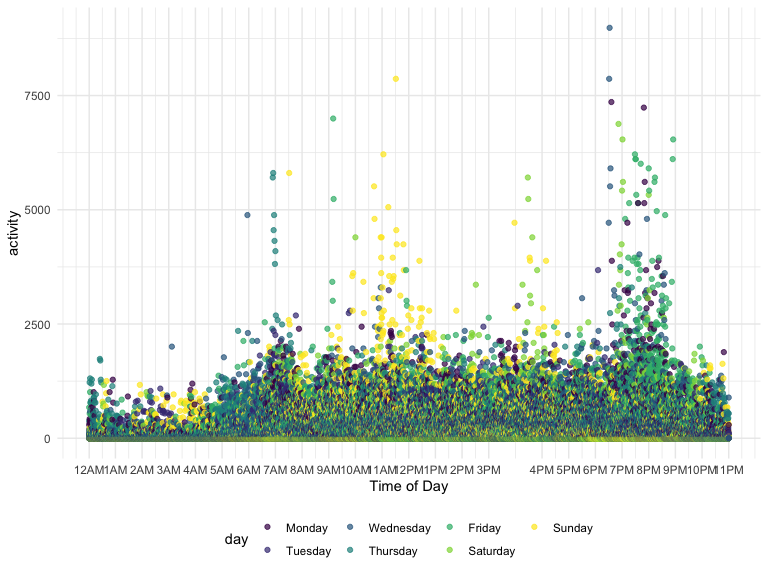 7500
5000
2500
0
activity
12AM 1AM 2AM 3AM 4AM 5AM 6AM 7AM 8AM 9AM 10AM 11AM 12PM 1PM 2PM 3PM 4PM 5PM 6PM 7PM 8PM 9PM 10PM 11PM
Time of Day
day
Monday Wednesday Friday Sunday
Tuesday Thursday Saturday